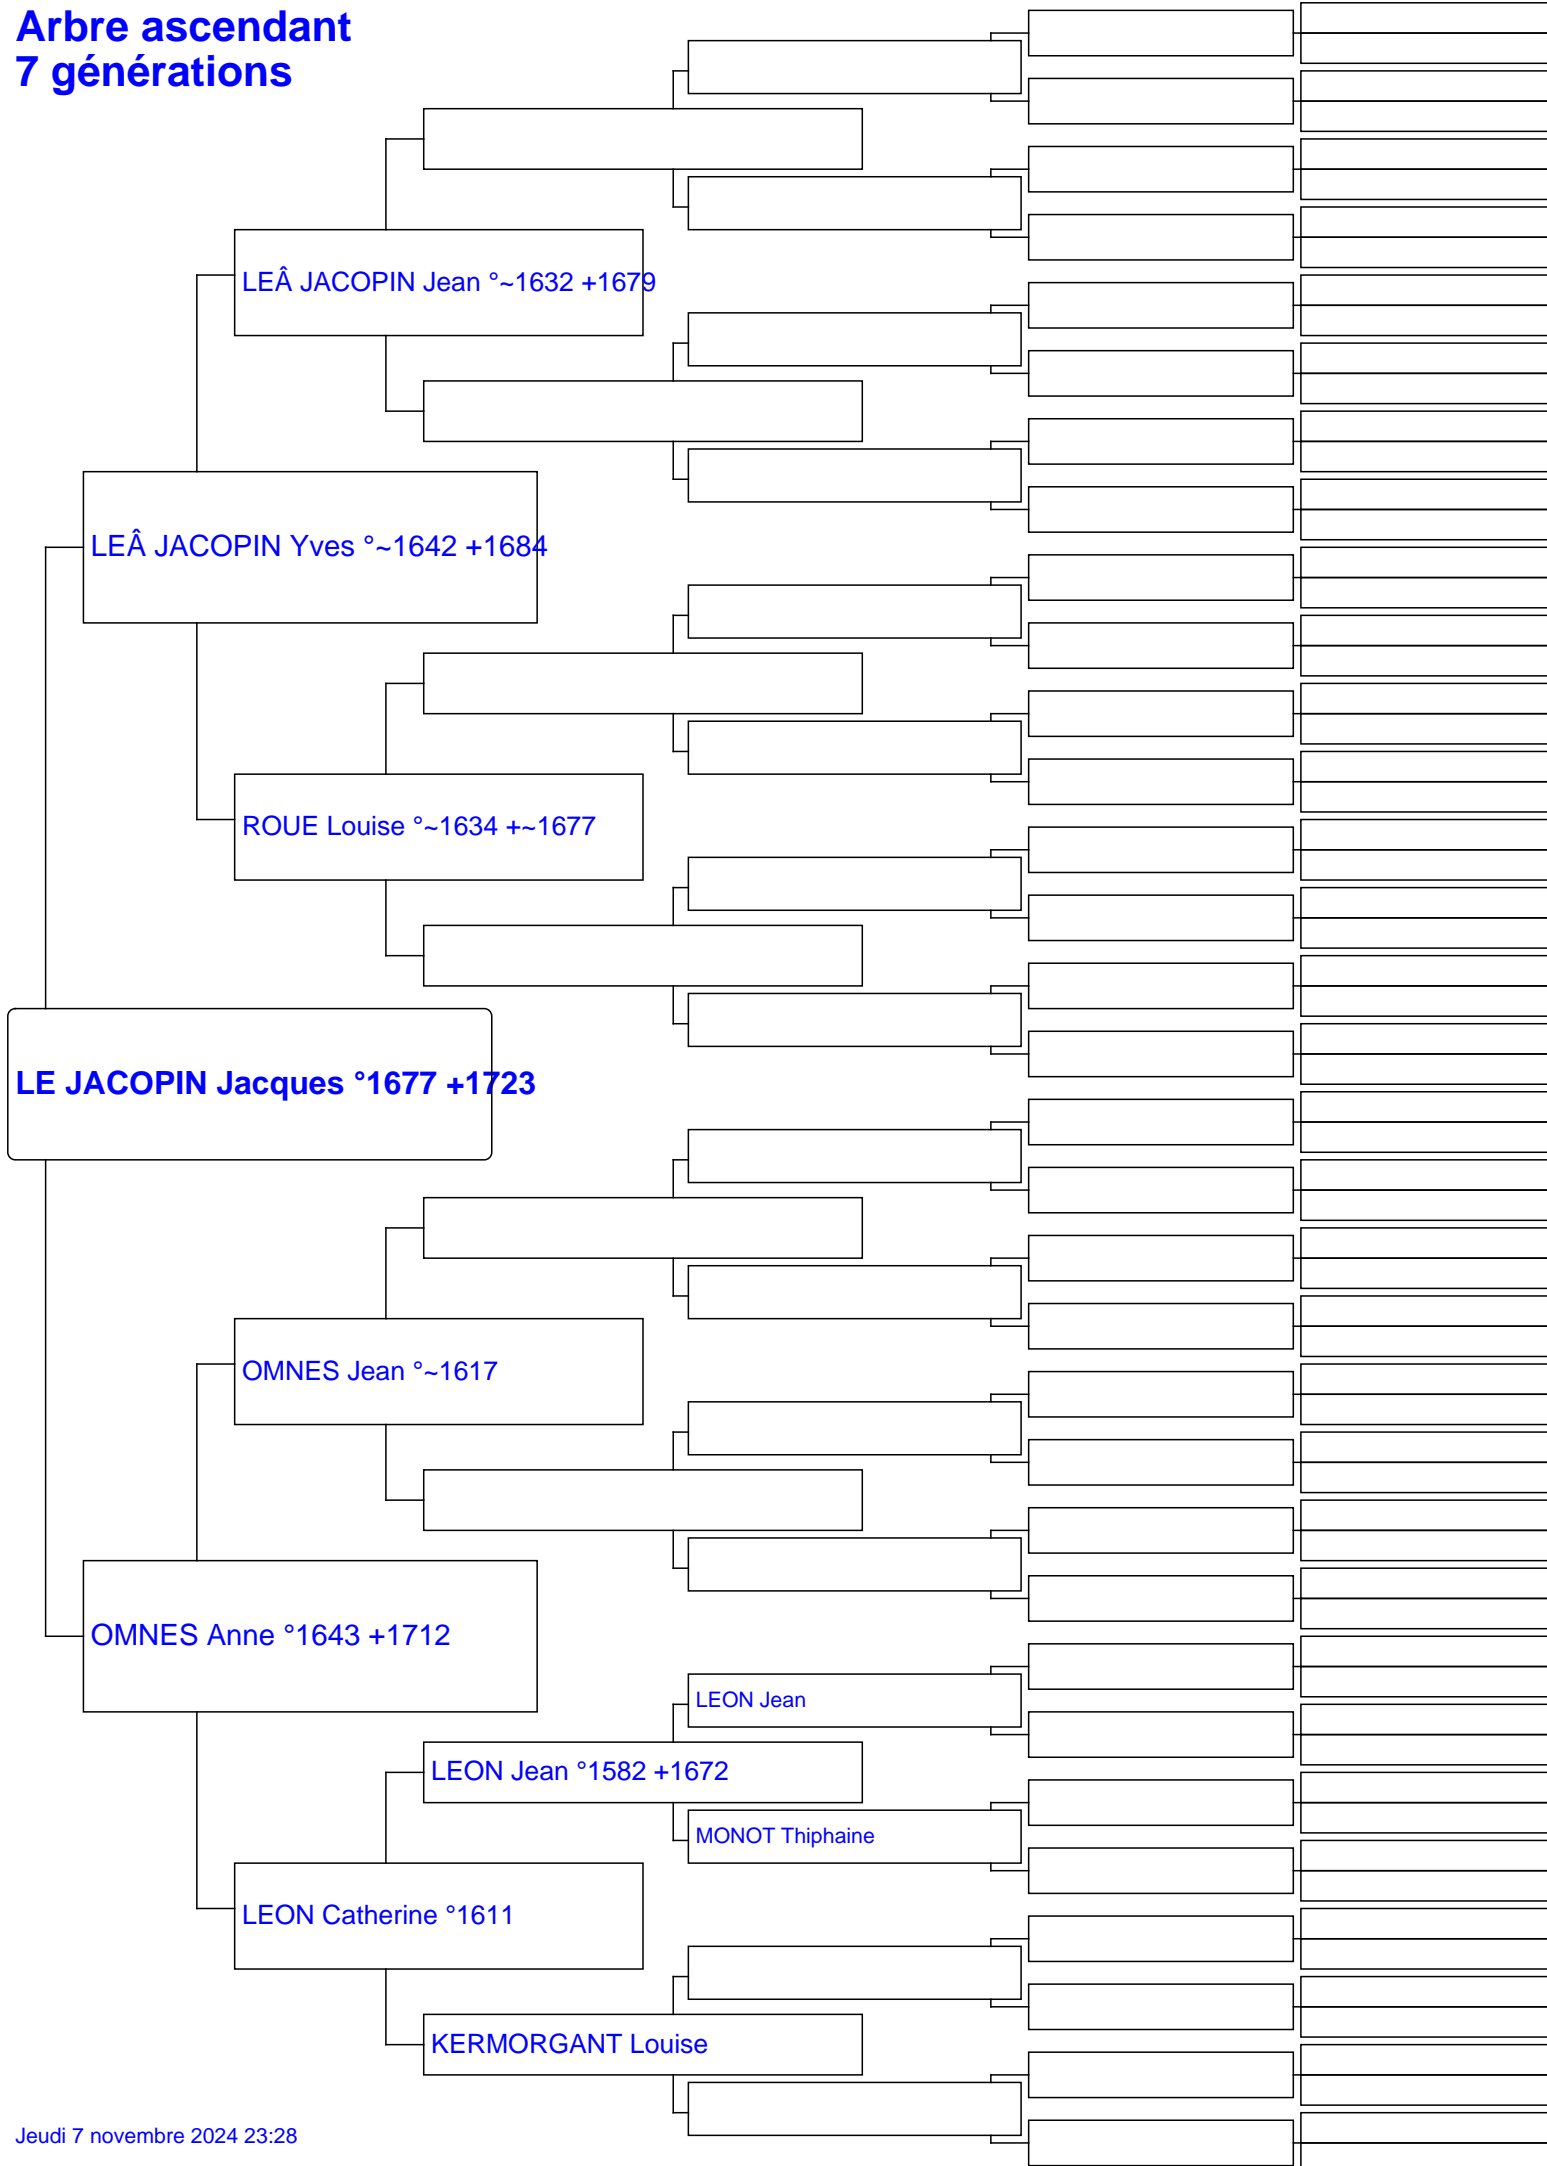 Arbre ascendant
7 générations
LEÂ JACOPIN Jean °~1632 +1679
LEÂ JACOPIN Yves °~1642 +1684
ROUE Louise °~1634 +~1677
LE JACOPIN Jacques °1677 +1723
OMNES Jean °~1617
OMNES Anne °1643 +1712
LEON Jean
LEON Jean °1582 +1672
MONOT Thiphaine
LEON Catherine °1611
KERMORGANT Louise
Jeudi 7 novembre 2024 23:28